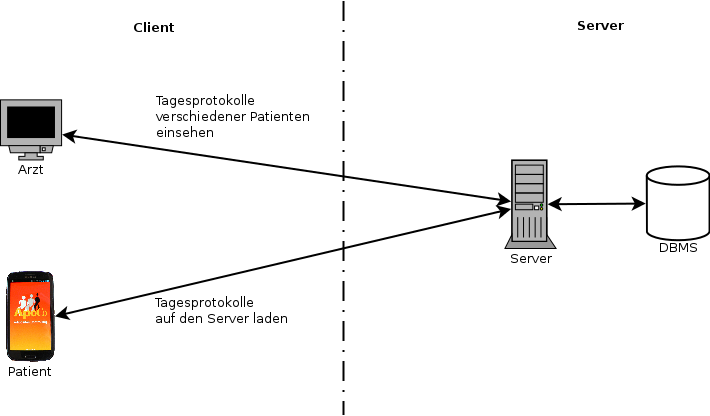 Client
Server
Tagesprotokolle
verschiedener Patienten
einsehen
Arzt
Server
DBMS
Tagesprotokolle
auf den Server laden
Patient